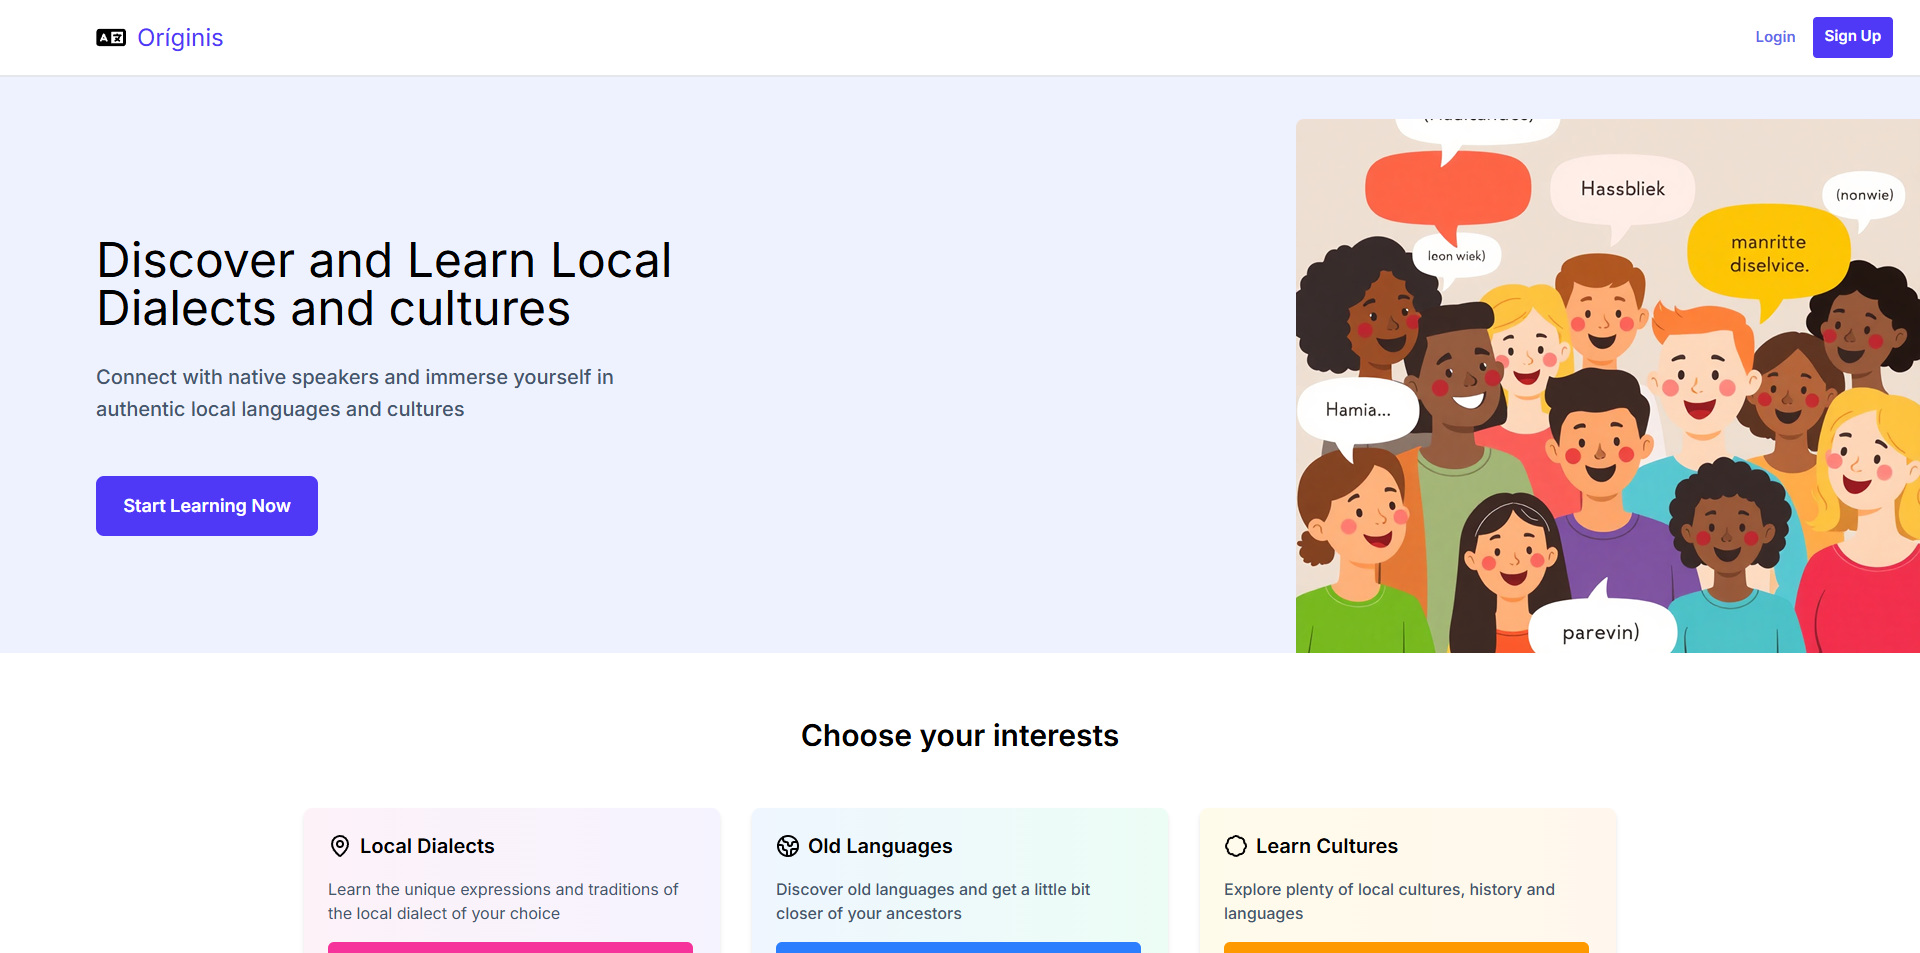 Oríginis
Login
Sign Up
Discover and Learn Local
Dialects and cultures
Connect with native speakers and immerse yourself in
authentic local languages and cultures
Start Learning Now
Hassbliek
(nonwie)
manritte
diselvice.
leon wiek)
Hamia...
parevin)
Choose your interests
Local Dialects
Learn the unique expressions and traditions of
the local dialect of your choice
Old Languages
Discover old languages and get a little bit
closer of your ancestors
Learn Cultures
Explore plenty of local cultures, history and
languages